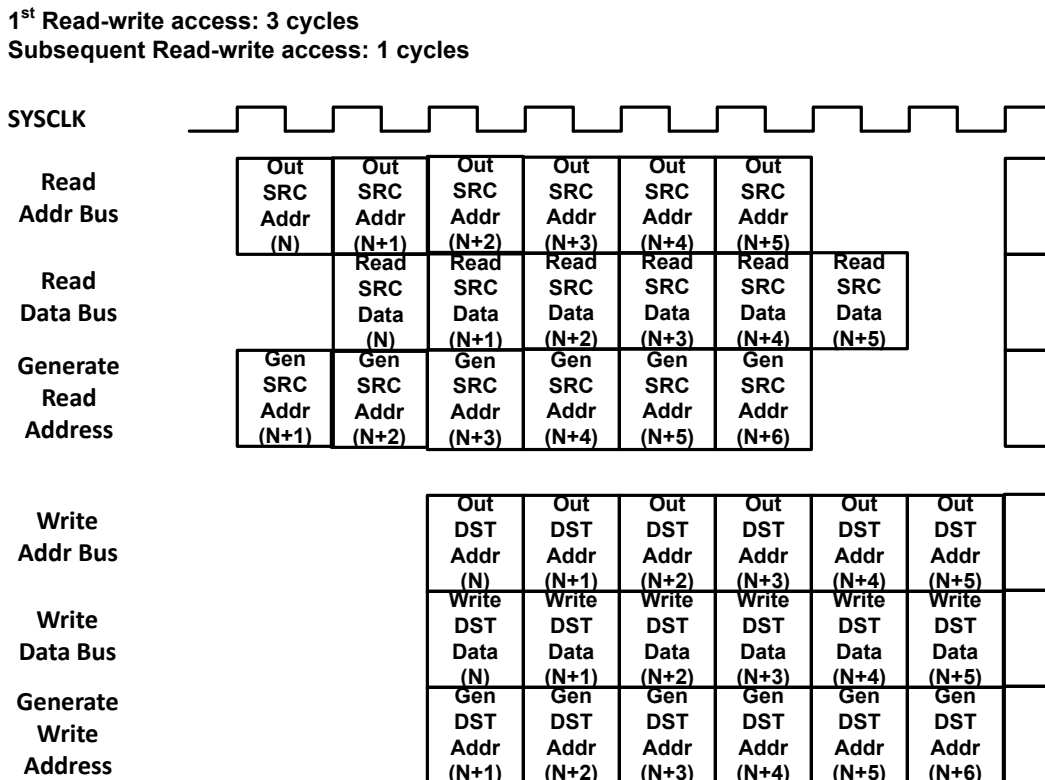 1st Read-write access: 3 cycles
Subsequent Read-write access: 1 cycles
SYSCLK
Read
Addr Bus
Out Out Out Out Out Out
SRC SRC SRC SRC SRC SRC
Addr Addr Addr Addr Addr Addr
(N) (N+1) (N+2) (N+3) (N+4) (N+5)
Read
Data Bus
Read Read Read Read Read Read
SRC SRC SRC SRC SRC SRC
Data Data Data Data Data Data
(N) (N+1) (N+2) (N+3) (N+4) (N+5)
Generate
Read
Address
Gen Gen Gen Gen Gen Gen
SRC SRC SRC SRC SRC SRC
Addr Addr Addr Addr Addr Addr
(N+1) (N+2) (N+3) (N+4) (N+5) (N+6)
Write
Addr Bus
Out Out Out Out Out Out
DST DST DST DST DST DST
Addr Addr Addr Addr Addr Addr
(N) (N+1) (N+2) (N+3) (N+4) (N+5)
Write
Data Bus
Write Write Write Write Write Write
DST DST DST DST DST DST
Data Data Data Data Data Data
(N) (N+1) (N+2) (N+3) (N+4) (N+5)
Generate
Write
Address
Gen Gen Gen Gen Gen Gen
DST DST DST DST DST DST
Addr Addr Addr Addr Addr Addr
(N+1) (N+2) (N+3) (N+4) (N+5) (N+6)